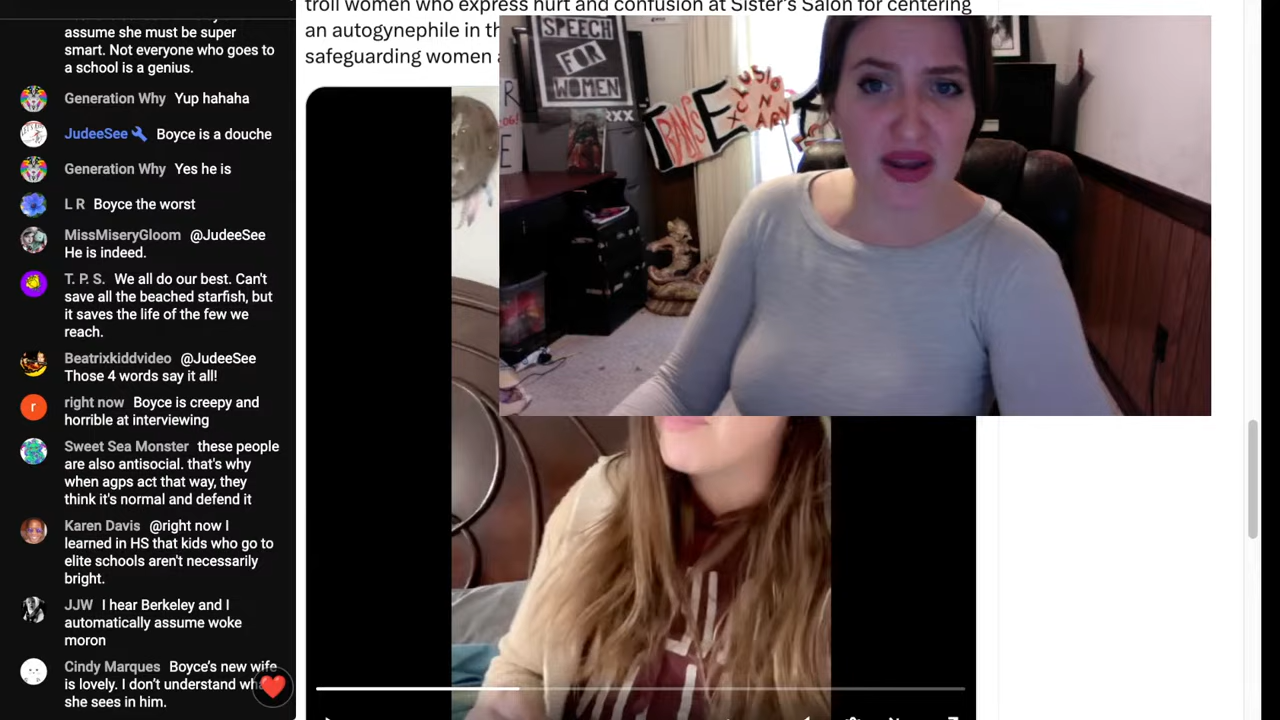 troll women who express hurt and confusion at Sister's Salon for centering
an autogynephile in th
safeguarding women a
assume she must be super
smart. Not everyone who goes to
a school is a genius.
Generation Why Yup hahaha
JudeeSee Boyce is a douche
Generation Why Yes he is
L R Boyce the worst
MissMiseryGloom @JudeeSee
He is indeed.
T. P. S. We all do our best. Can't
save all the beached starfish, but
it saves the life of the few we
reach.
Beatrixkiddvideo @JudeeSee
Those 4 words say it all!
r
right now Boyce is creepy and
horrible at interviewing
Sweet Sea Monster these people
are also antisocial. that's why
when agps act that way, they
think it's normal and defend it
Karen Davis @right now I
learned in HS that kids who go to
elite schools aren't necessarily
bright.
JJW I hear Berkeley and I
automatically assume woke
moron
Cindy Marques Boyce's new wife
is lovely. I don't understand wh
she sees in him.
SPEECH
FOR
WOMEN
XX
TRANS
EXCLUSIONARY